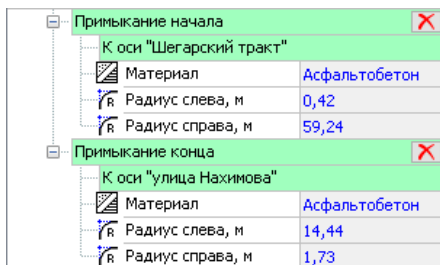 Примыкание начала
К оси "Шегарский тракт"
Материал Асфальтобетон
Радиус слева, м 0,42
Радиус справа, м 59,24
Примыкание конца
К оси "улица Нахимова"
Материал Асфальтобетон
Радиус слева, м 14,44
Радиус справа, м 1,73